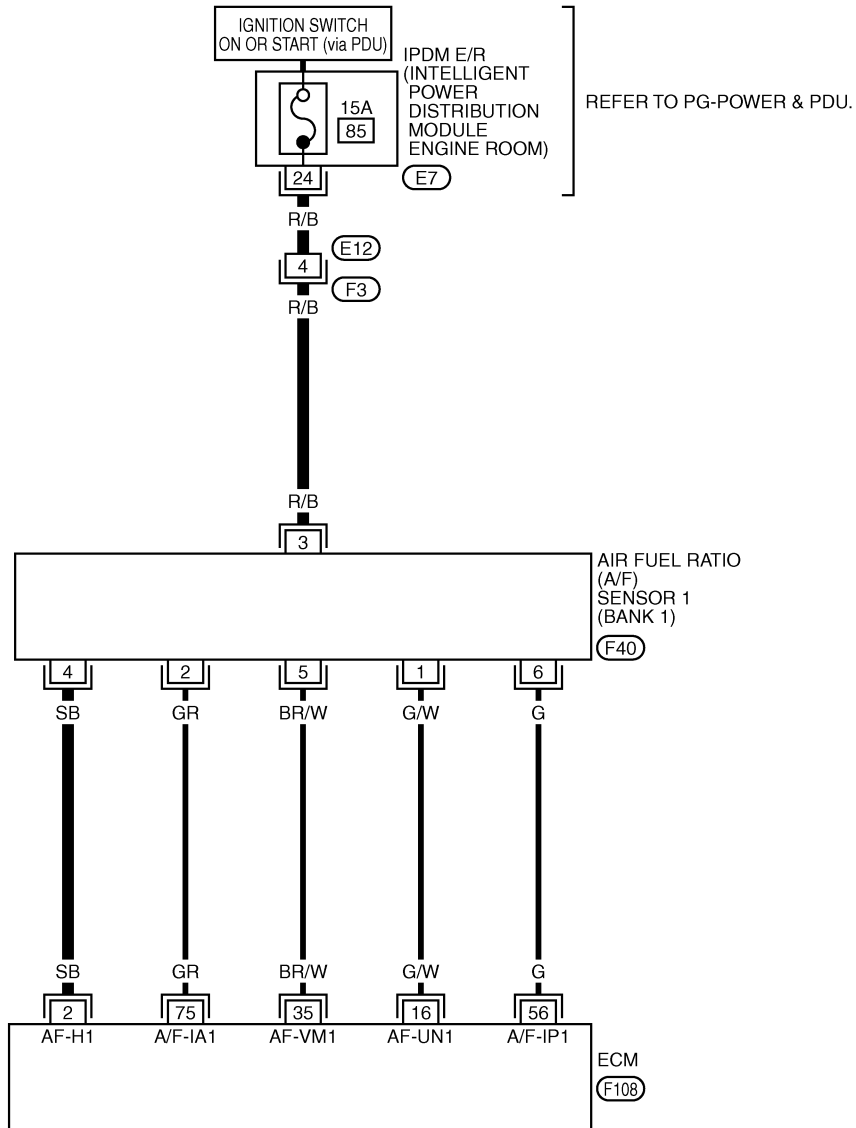 IGNITION SWITCH
ON OR START (via PDU)
IPDM E/R
(INTELLIGENT
POWER
DISTRIBUTION
MODULE
ENGINE ROOM)
REFER TO PG-POWER & PDU.
15A
85
24
E7
R/B
E12
4
F3
R/B
R/B
3
AIR FUEL RATIO
(A/F)
SENSOR 1
(BANK 1)
F40
4 2 5 1 6
SB GR BR/W G/W G
SB GR BR/W G/W G
2 75 35 16 56
AF-H1 A/F-IA1 AF-VM1 AF-UN1 A/F-IP1
ECM
F108